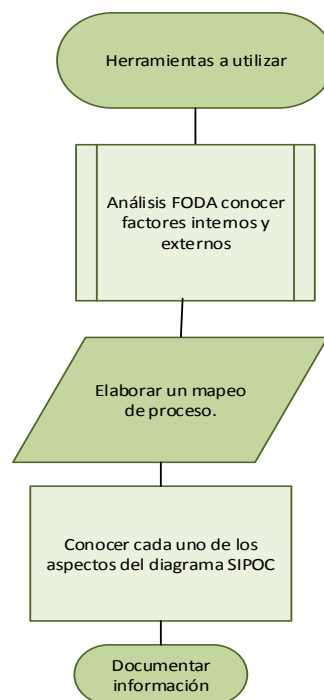 Herramientas a utilizar
Análisis FODA conocer
factores internos y
externos
Elaborar un mapeo
de proceso.
Conocer cada uno de los
aspectos del diagrama SIPOC
Documentar
información